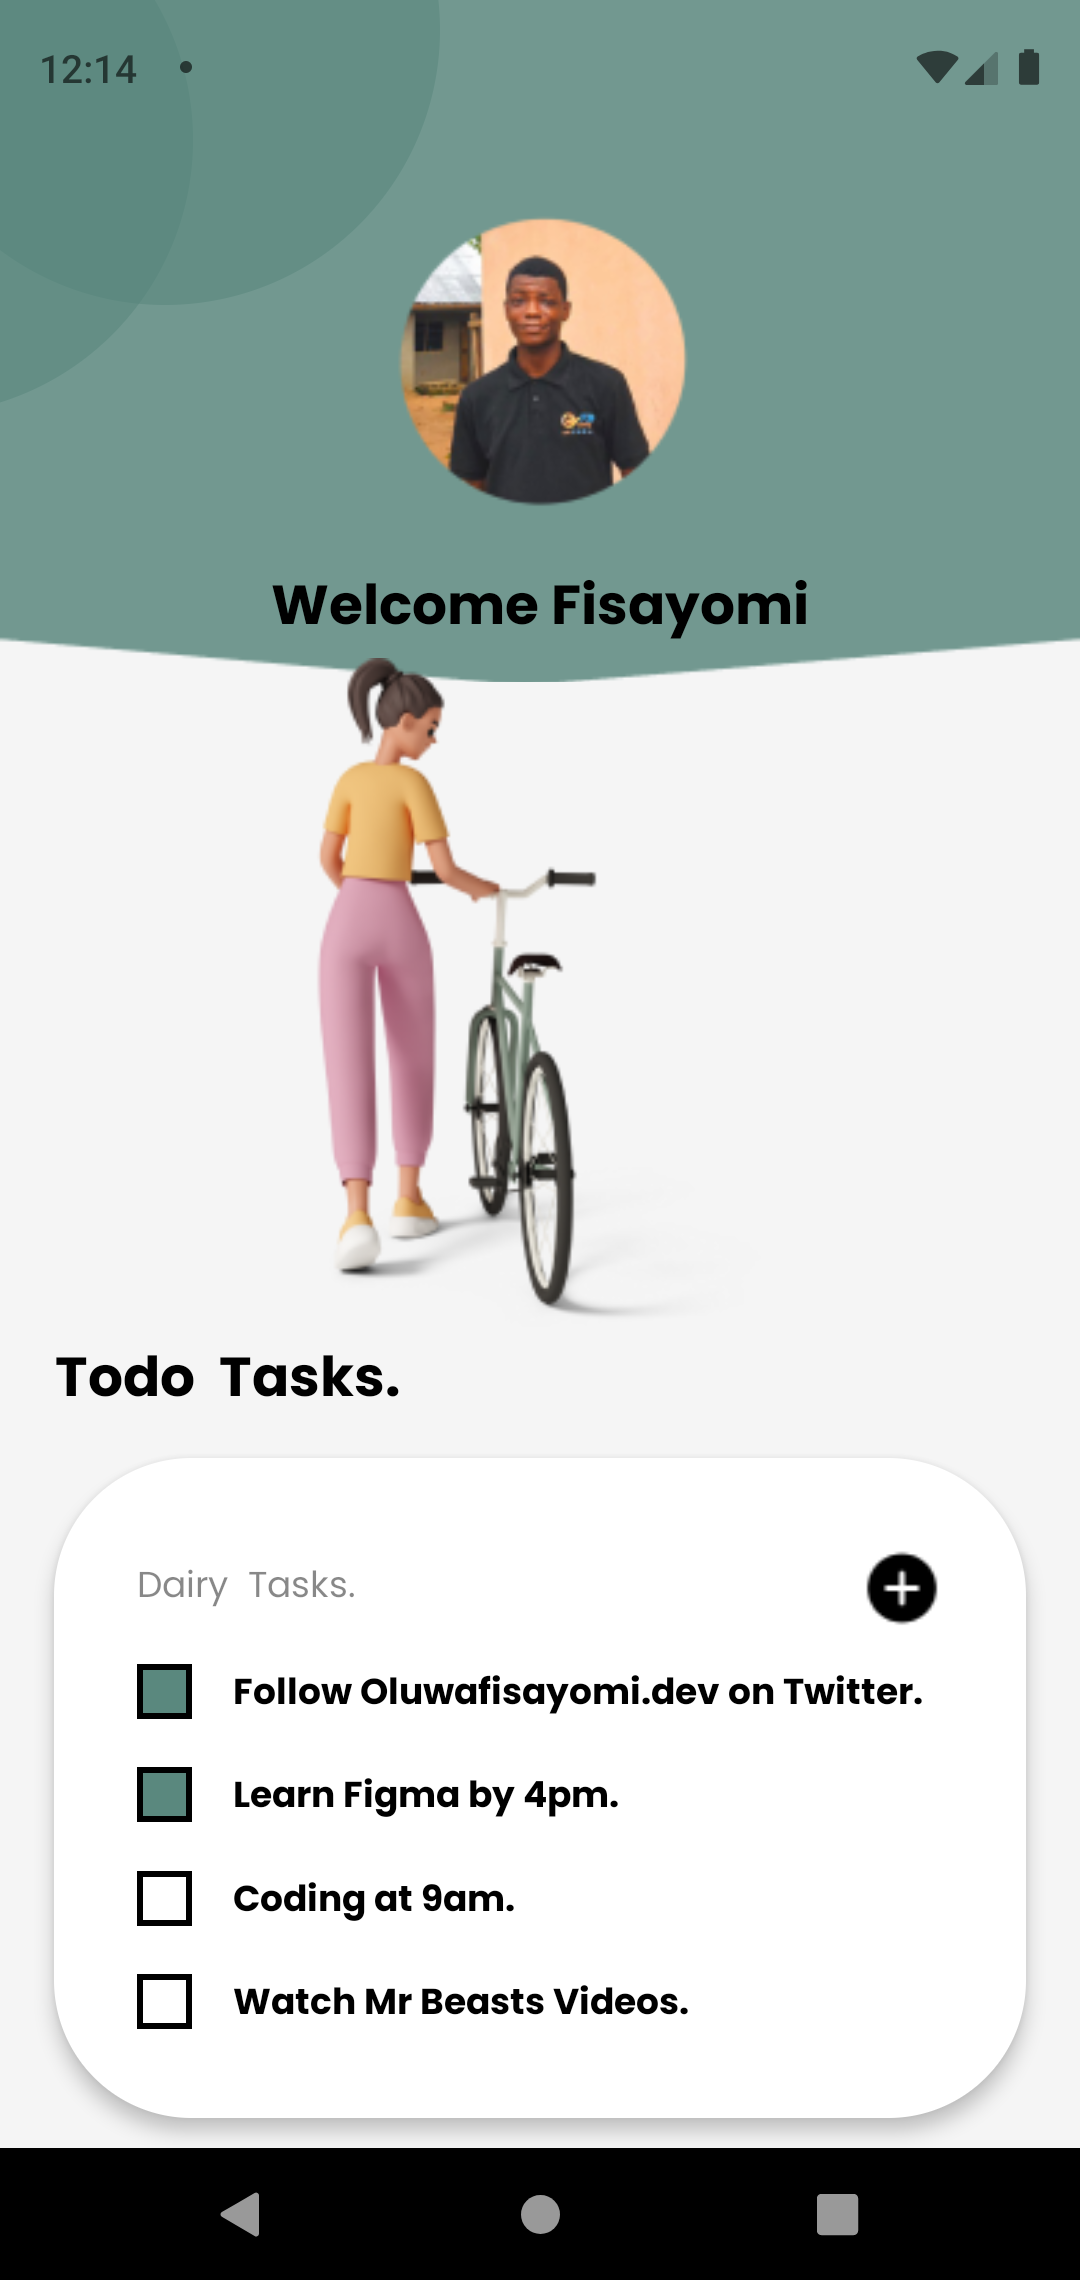 12:14
Welcome Fisayomi
Todo Tasks.
Dairy Tasks.
Follow Oluwafisayomi.dev on Twitter.
Learn Figma by 4pm.
Coding at 9am.
Watch Mr Beasts Videos.